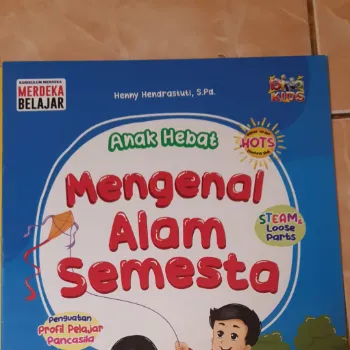 KURIKULUM MERDEKA
MERDEKA
BELAJAR
Henny Hendrastuti, S.Pd.
KIDS
Anak Hebat
HOTS
Mengenal
Alam
Semesta
STEAM &
Loose
Parts
Penguatan
Profil Pelajar
Pancasila